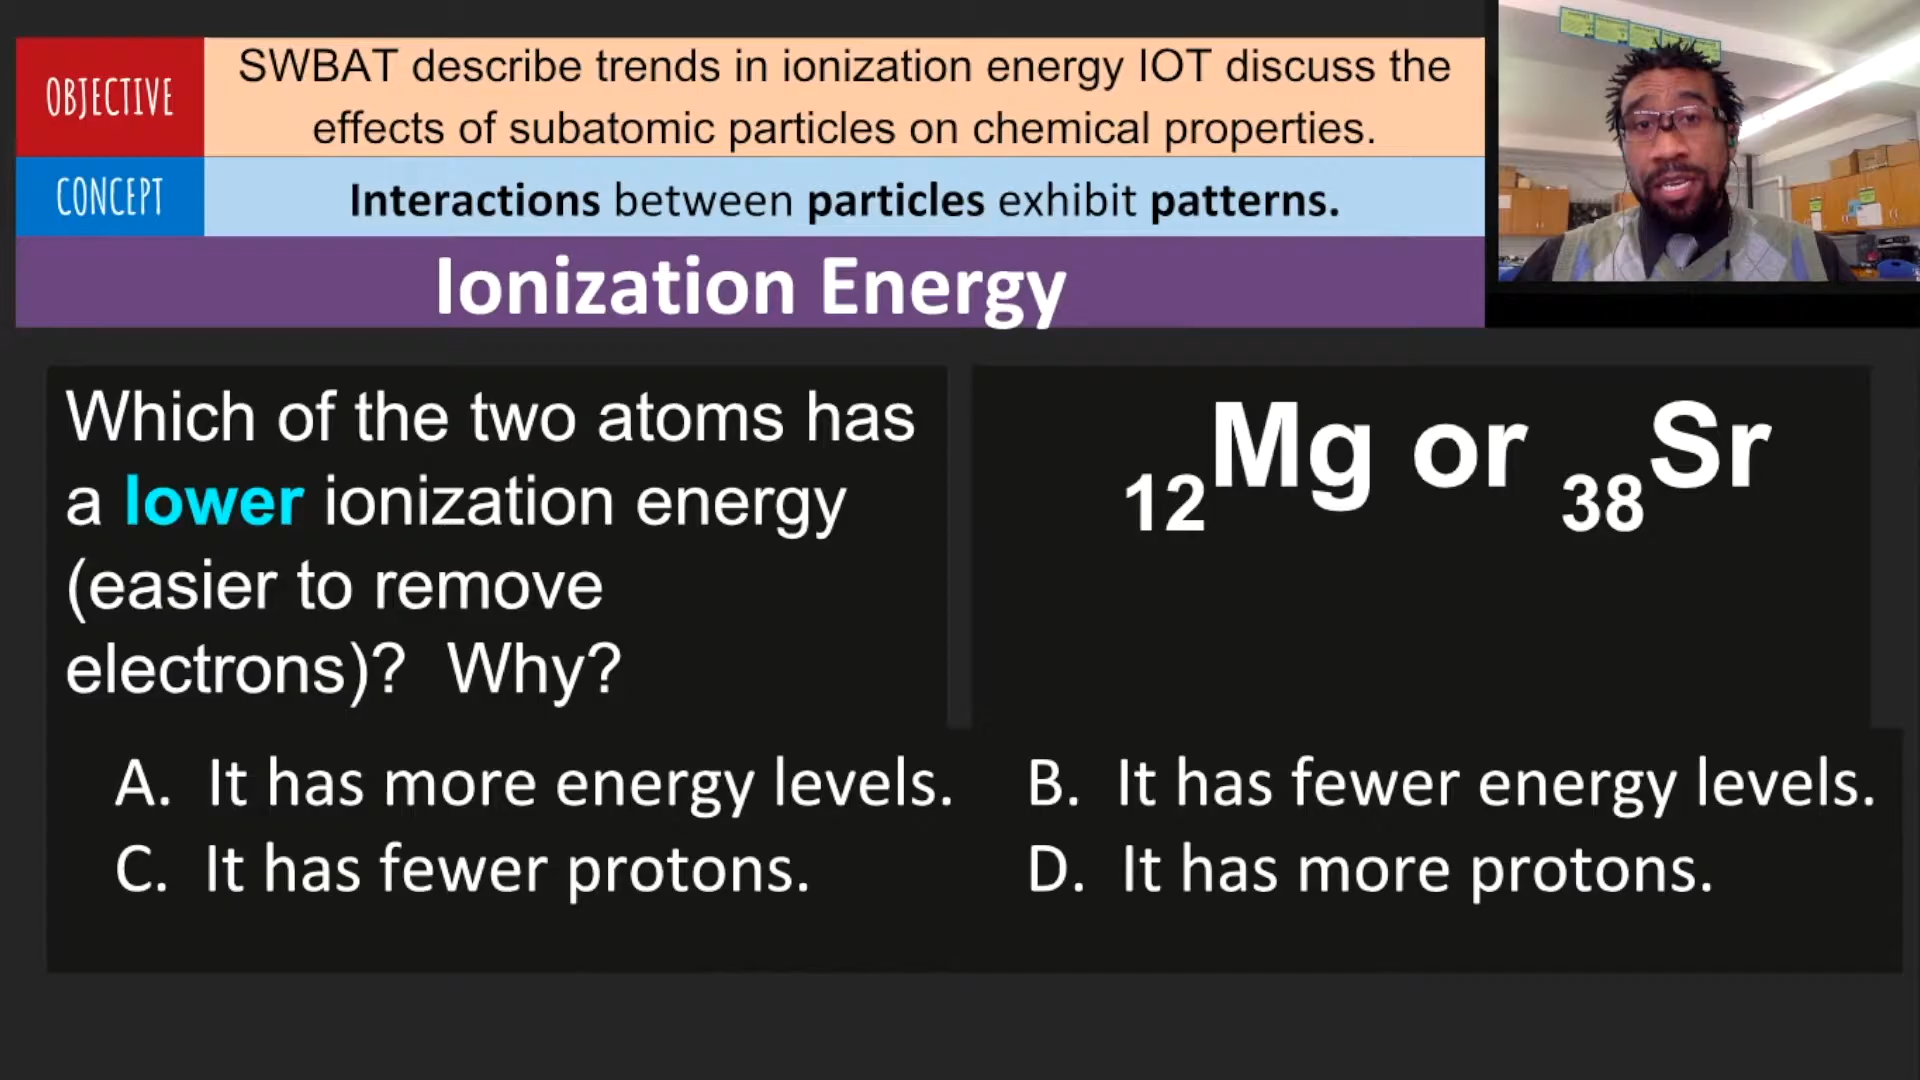 OBJECTIVE
SWBAT describe trends in ionization energy IOT discuss the
effects of subatomic particles on chemical properties.
CONCEPT
Interactions between particles exhibit patterns.
Ionization Energy
Which of the two atoms has
a lower ionization energy
(easier to remove
electrons)? Why?
12Mg or 38Sr
A. It has more energy levels.
B. It has fewer energy levels.
C. It has fewer protons.
D. It has more protons.